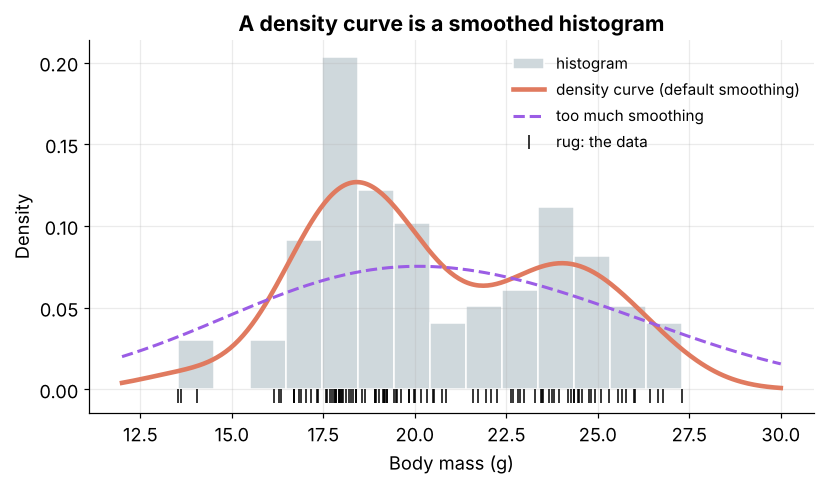 A density curve is a smoothed histogram
histogram
density curve (default smoothing)
too much smoothing
rug: the data
Density
0.20
0.15
0.10
0.05
0.00
12.5 15.0 17.5 20.0 22.5 25.0 27.5 30.0
Body mass (g)